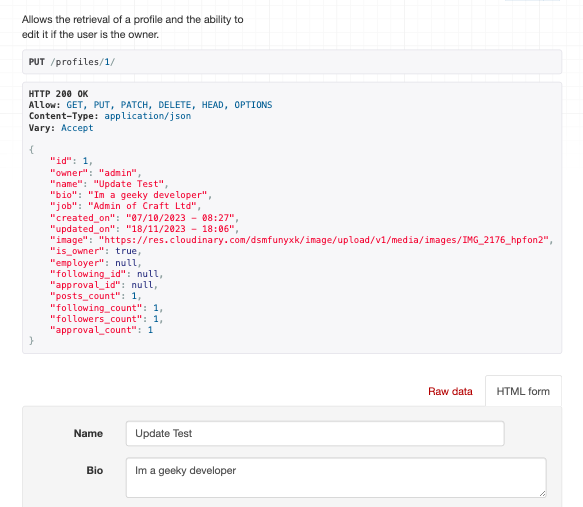 Allows the retrieval of a profile and the ability to
edit it if the user is the owner.
PUT /profiles/1/
HTTP 200 OK
Allow: GET, PUT, PATCH, DELETE, HEAD, OPTIONS
Content-Type: application/json
Vary: Accept
{
    "id": 1,
    "owner": "admin",
    "name": "Update Test",
    "bio": "Im a geeky developer",
    "job": "Admin of Craft Ltd",
    "created_on": "07/10/2023 – 08:27",
    "updated_on": "18/11/2023 – 18:06",
    "image": "https://res.cloudinary.com/dsmfunyxk/image/upload/v1/media/images/IMG_2176_hpfon2",
    "is_owner": true,
    "employer": null,
    "following_id": null,
    "approval_id": null,
    "posts_count": 1,
    "following_count": 1,
    "followers_count": 1,
    "approval_count": 1
}
Raw data HTML form
Name Update Test
Bio Im a geeky developer